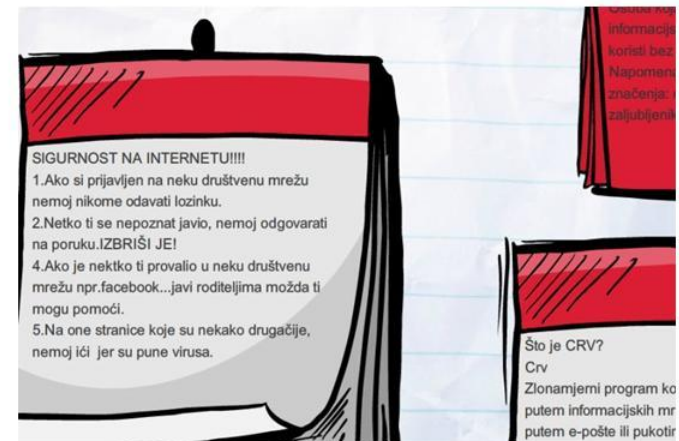 SIGURNOST NA INTERNETU!!!!
1.Ako si prijavljen na neku društvenu mrežu
nemoj nikome odavati lozinku.
2.Netko ti se nepoznat javio, nemoj odgovarati
na poruku.IZBRIŠI JE!
4.Ako je nektko ti provalio u neku društvenu
mrežu npr.facebook...javi roditeljima možda ti
mogu pomoći.
5.Na one stranice koje su nekako drugačije,
nemoj ići  jer su pune virusa.
Osoba koj
informacijs
koristi bez
Napomena
značenja:
zaljubljenik
Što je CRV?
Crv
Zlonamjerni program ko
putem informacijskih mr
putem e-pošte ili pukotin